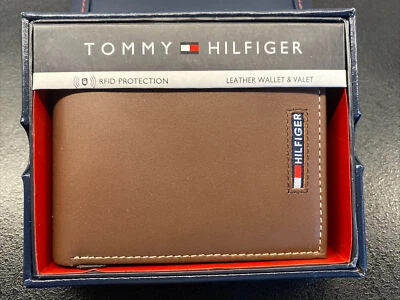 TOMMY HILFIGER
RFID PROTECTION
LEATHER WALLET & VALET
HILFIGER